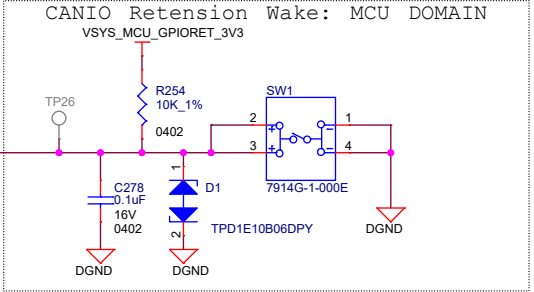 CANIO Retension Wake: MCU DOMAIN
VSYS_MCU_GPIORET_3V3
R254
10K_1%
0402
TP26
SW1
2
1
3
4
7914G-1-000E
C278
0.1uF
16V
0402
1
D1
2
TPD1E10B06DPY
DGND
DGND
DGND